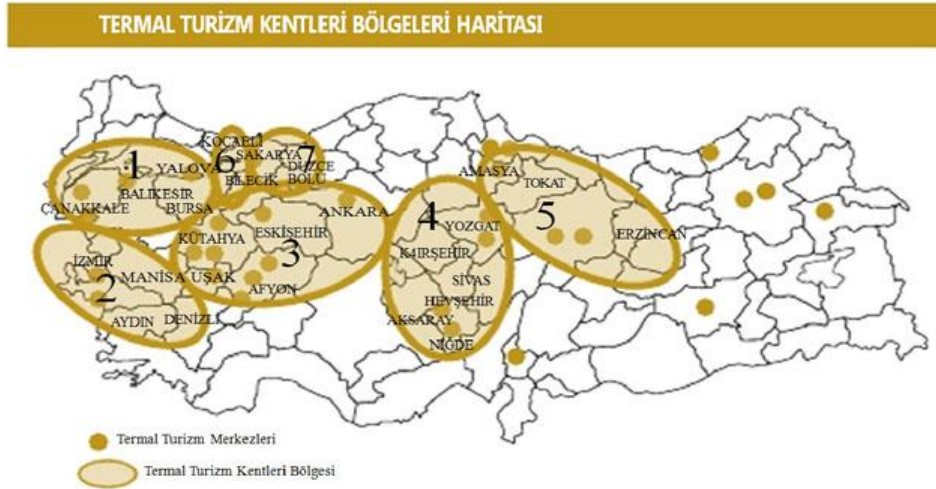 TERMAL TURİZM KENTLERİ BÖLGELERİ HARİTASI
KOCAELİ
6
SAKARYA
7
DÜZCE
BİLECİK
BOLU
1
YALOVA
BALIKESİR
ÇANAKKALE
BURSA
AMASYA
TOKAT
5
ERZİNCAN
ANKARA
ESKİŞEHİR
KÜTAHYA
3
4
YOZGAT
K4IRŞEHİR
SİVAS
HEVŞEHİR
AKSARAY
NİĞDE
İZMİR
MANİSA
UŞAK
2
AFYON
AYDIN
DENİZLİ
Termal Turizm Merkezleri
Termal Turizm Kentleri Bölgesi